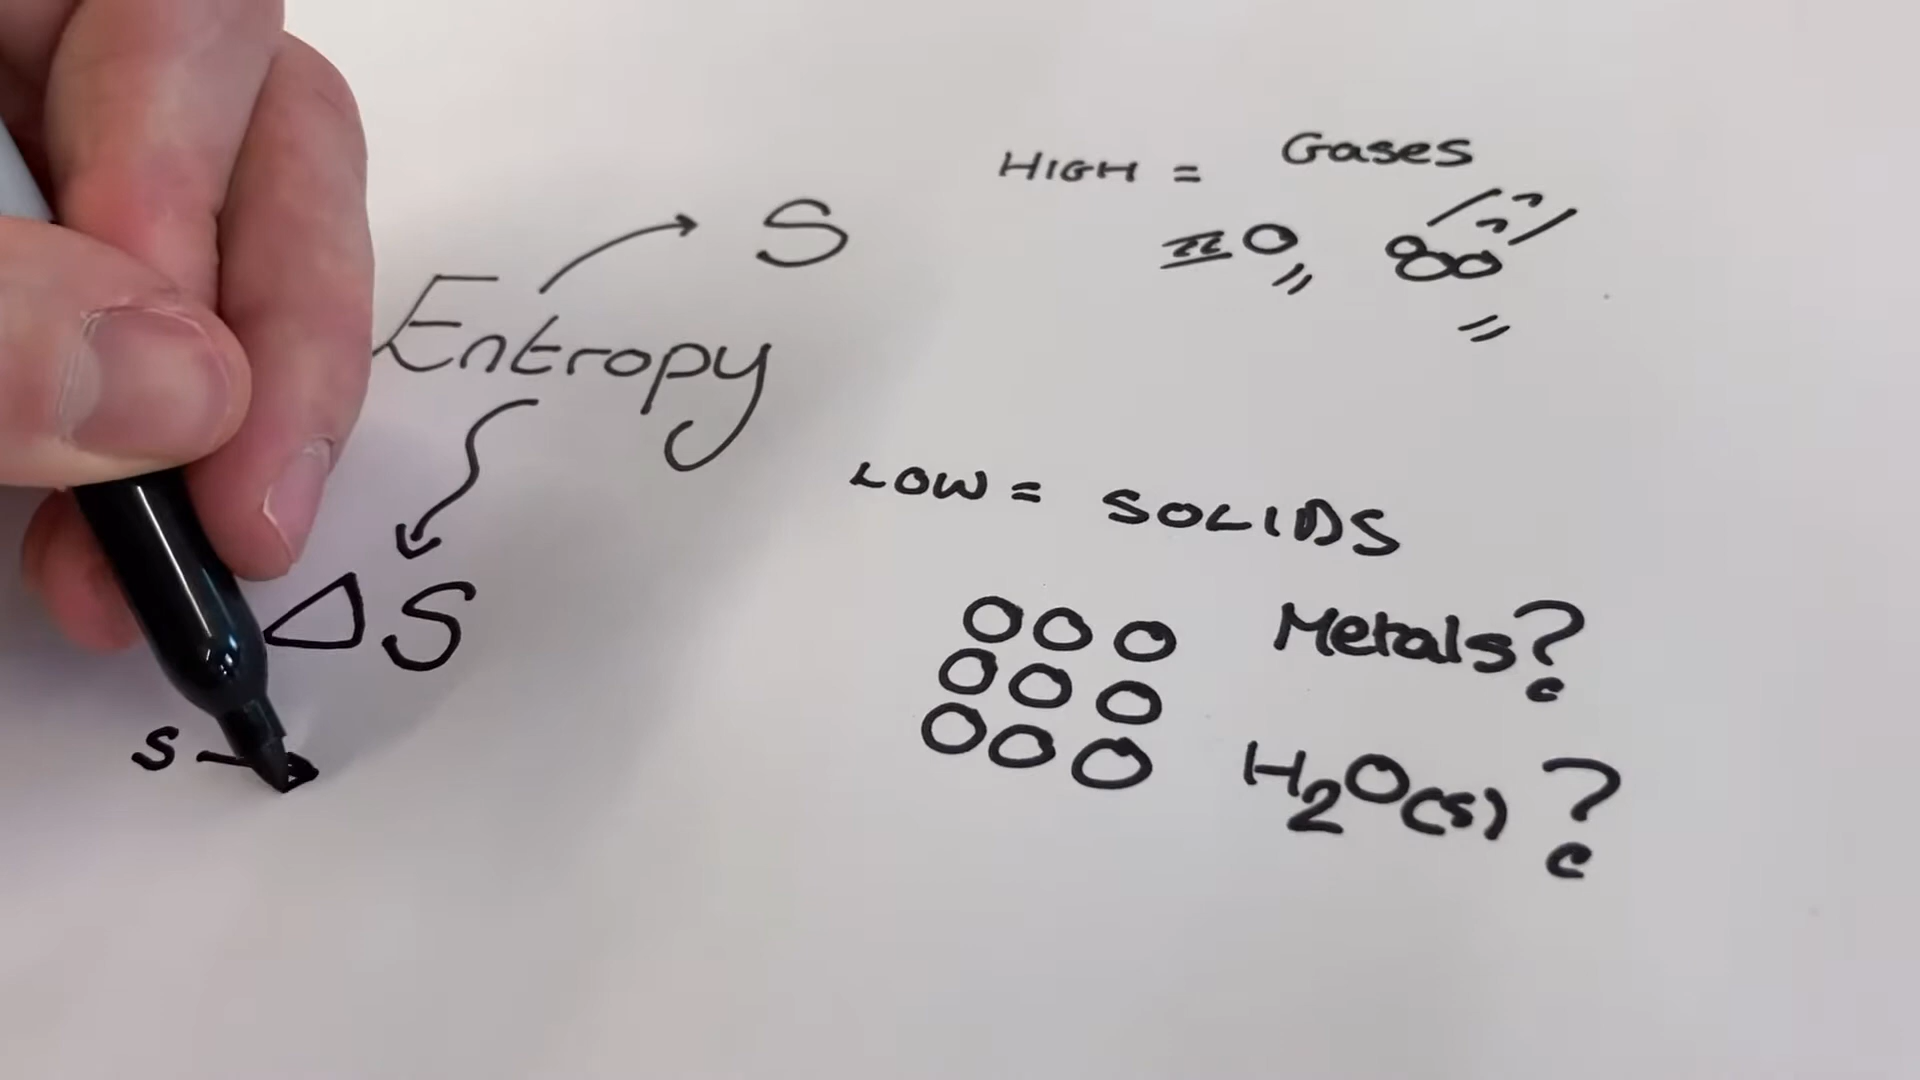 S
Entropy
ΔS
S →
HIGH = Gases
LOW = SOLIDS
Metals?
H₂O(s)?